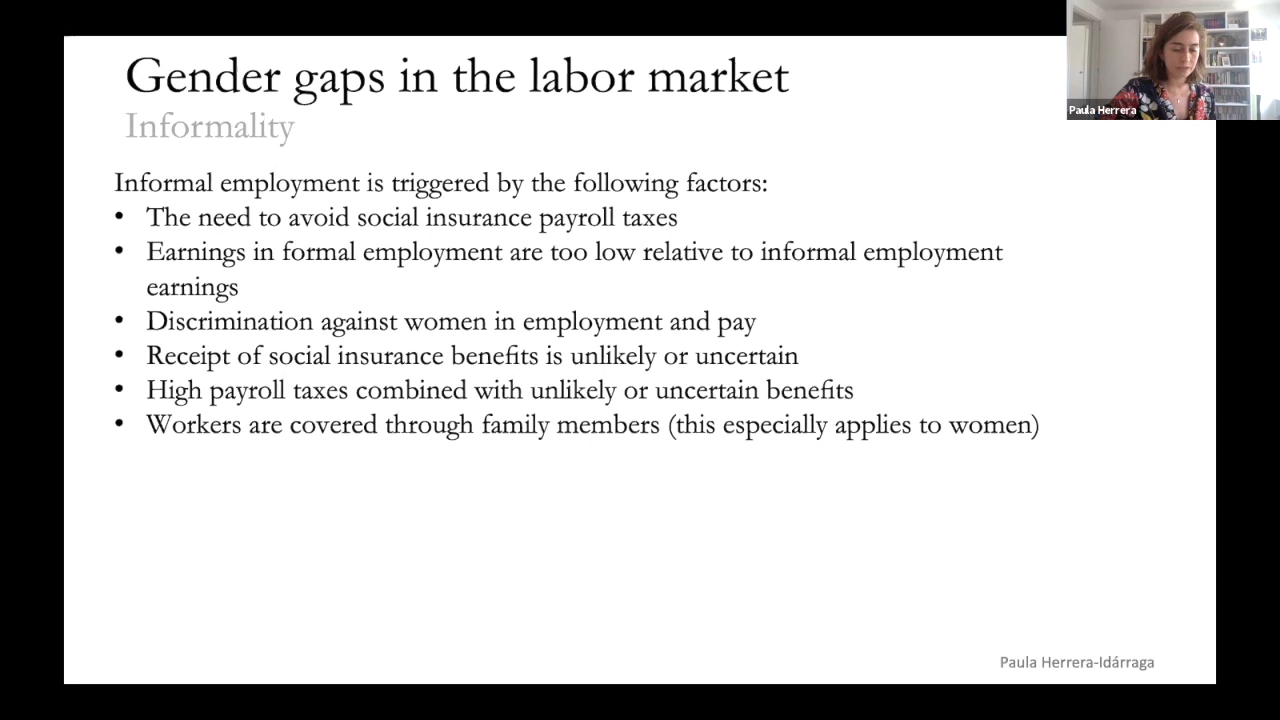 Gender gaps in the labor market
Informality
Paula Herrera
Informal employment is triggered by the following factors:
• The need to avoid social insurance payroll taxes
• Earnings in formal employment are too low relative to informal employment
earnings
• Discrimination against women in employment and pay
• Receipt of social insurance benefits is unlikely or uncertain
• High payroll taxes combined with unlikely or uncertain benefits
• Workers are covered through family members (this especially applies to women)
Paula Herrera-Idárraga